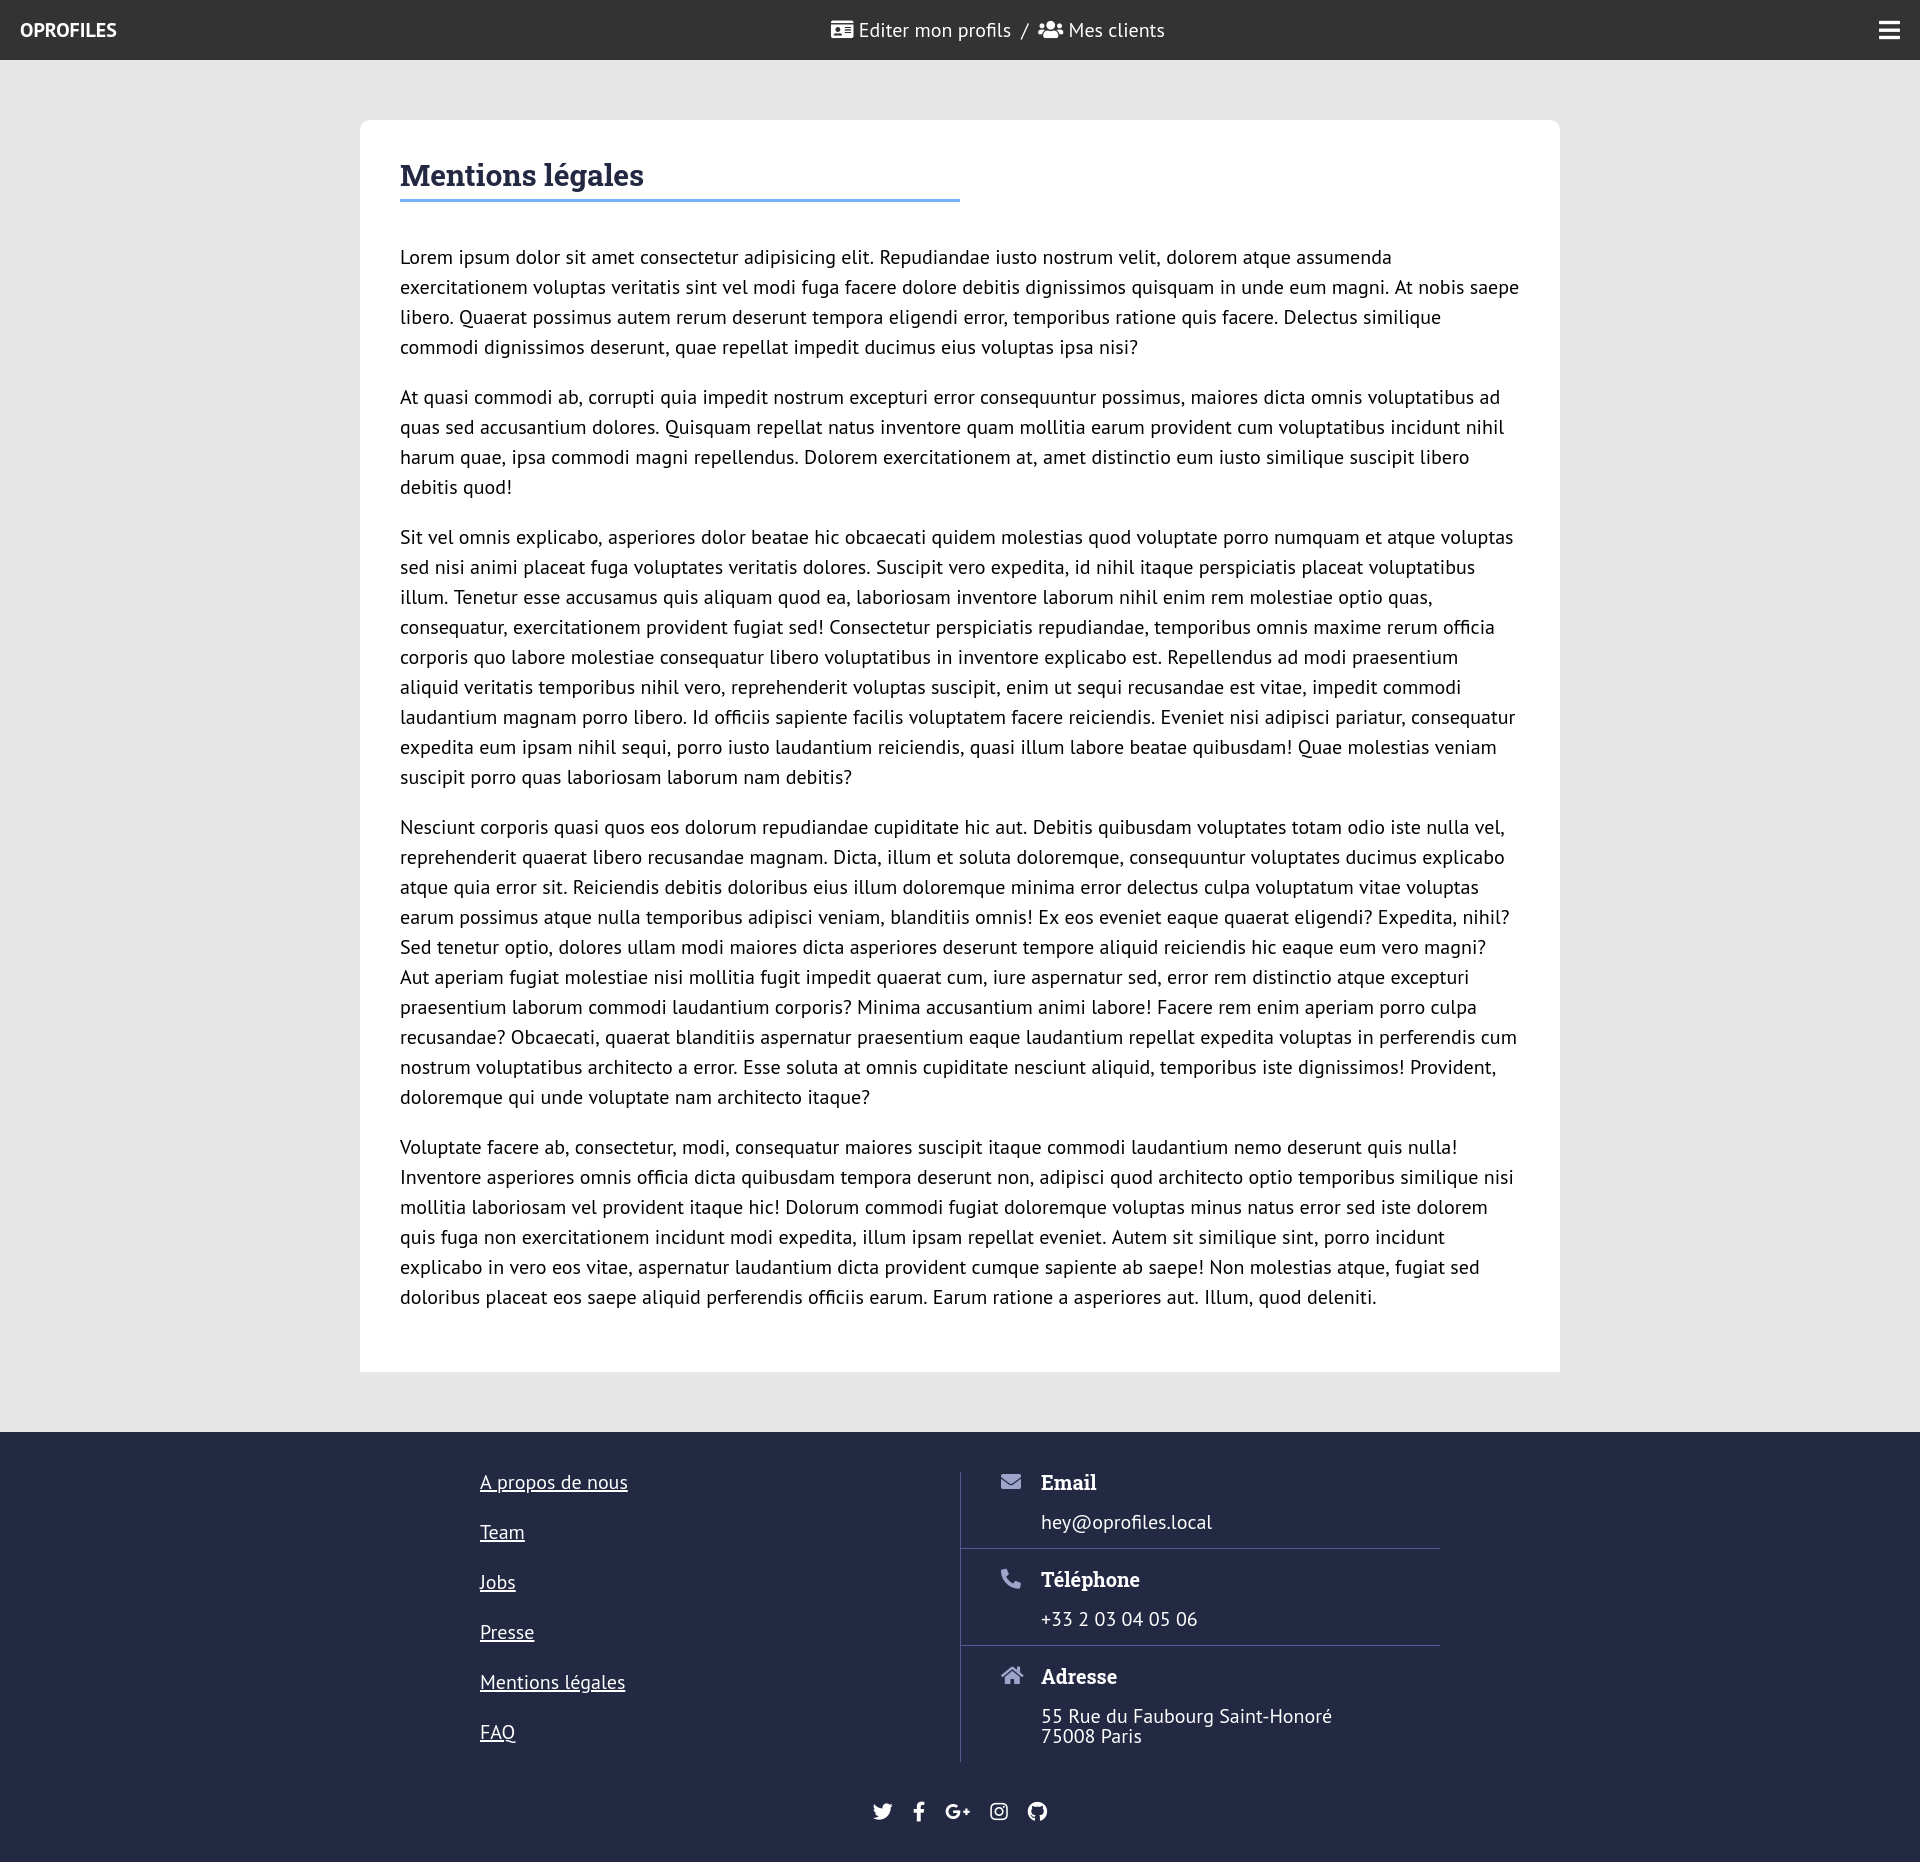 OPROFILES
Editer mon profils / Mes clients
Mentions légales
Lorem ipsum dolor sit amet consectetur adipisicing elit. Repudiandae iusto nostrum velit, dolorem atque assumenda
exercitationem voluptas veritatis sint vel modi fuga facere dolore debitis dignissimos quisquam in unde eum magni. At nobis saepe
libero. Quaerat possimus autem rerum deserunt tempora eligendi error, temporibus ratione quis facere. Delectus similique
commodi dignissimos deserunt, quae repellat impedit ducimus eius voluptas ipsa nisi?
At quasi commodi ab, corrupti quia impedit nostrum excepturi error consequuntur possimus, maiores dicta omnis voluptatibus ad
quas sed accusantium dolores. Quisquam repellat natus inventore quam mollitia earum provident cum voluptatibus incidunt nihil
harum quae, ipsa commodi magni repellendus. Dolorem exercitationem at, amet distinctio eum iusto similique suscipit libero
debitis quod!
Sit vel omnis explicabo, asperiores dolor beatae hic obcaecati quidem molestias quod voluptate porro numquam et atque voluptas
sed nisi animi placeat fuga voluptates veritatis dolores. Suscipit vero expedita, id nihil itaque perspiciatis placeat voluptatibus
illum. Tenetur esse accusamus quis aliquam quod ea, laboriosam inventore laborum nihil enim rem molestiae optio quas,
consequatur, exercitationem provident fugiat sed! Consectetur perspiciatis repudiandae, temporibus omnis maxime rerum officia
corporis quo labore molestiae consequatur libero voluptatibus in inventore explicabo est. Repellendus ad modi praesentium
aliquid veritatis temporibus nihil vero, reprehenderit voluptas suscipit, enim ut sequi recusandae est vitae, impedit commodi
laudantium magnam porro libero. Id officiis sapiente facilis voluptatem facere reiciendis. Eveniet nisi adipisci pariatur, consequatur
expedita eum ipsam nihil sequi, porro iusto laudantium reiciendis, quasi illum labore beatae quibusdam! Quae molestias veniam
suscipit porro quas laboriosam laborum nam debitis?
Nesciunt corporis quasi quos eos dolorum repudiandae cupiditate hic aut. Debitis quibusdam voluptates totam odio iste nulla vel,
reprehenderit quaerat libero recusandae magnam. Dicta, illum et soluta doloremque, consequuntur voluptates ducimus explicabo
atque quia error sit. Reiciendis debitis doloribus eius illum doloremque minima error delectus culpa voluptatum vitae voluptas
earum possimus atque nulla temporibus adipisci veniam, blanditiis omnis! Ex eos eveniet eaque quaerat eligendi? Expedita, nihil?
Sed tenetur optio, dolores ullam modi maiores dicta asperiores deserunt tempore aliquid reiciendis hic eaque eum vero magni?
Aut aperiam fugiat molestiae nisi mollitia fugit impedit quaerat cum, iure aspernatur sed, error rem distinctio atque excepturi
praesentium laborum commodi laudantium corporis? Minima accusantium animi labore! Facere rem enim aperiam porro culpa
recusandae? Obcaecati, quaerat blanditiis aspernatur praesentium eaque laudantium repellat expedita voluptas in perferendis cum
nostrum voluptatibus architecto a error. Esse soluta at omnis cupiditate nesciunt aliquid, temporibus iste dignissimos! Provident,
doloremque qui unde voluptate nam architecto itaque?
Voluptate facere ab, consectetur, modi, consequatur maiores suscipit itaque commodi laudantium nemo deserunt quis nulla!
Inventore asperiores omnis officia dicta quibusdam tempora deserunt non, adipisci quod architecto optio temporibus similique nisi
mollitia laboriosam vel provident itaque hic! Dolorum commodi fugiat doloremque voluptas minus natus error sed iste dolorem
quis fuga non exercitationem incidunt modi expedita, illum ipsam repellat eveniet. Autem sit similique sint, porro incidunt
explicabo in vero eos vitae, aspernatur laudantium dicta provident cumque sapiente ab saepe! Non molestias atque, fugiat sed
doloribus placeat eos saepe aliquid perferendis officiis earum. Earum ratione a asperiores aut. Illum, quod deleniti.
A propos de nous
Team
Jobs
Presse
Mentions légales
FAQ
Email
hey@oprofiles.local
Téléphone
+33 2 03 04 05 06
Adresse
55 Rue du Faubourg Saint-Honoré
75008 Paris